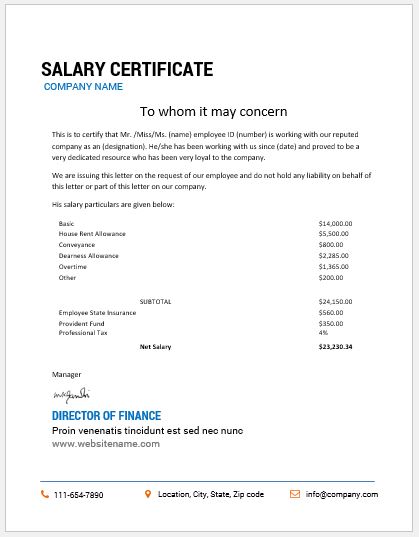 SALARY CERTIFICATE
COMPANY NAME
To whom it may concern
This is to certify that Mr. /Miss/Ms. (name) employee ID (number) is working with our reputed
company as an (designation). He/she has been working with us since (date) and proved to be a
very dedicated resource who has been very loyal to the company.
We are issuing this letter on the request of our employee and do not hold any liability on behalf of
this letter or part of this letter on our company.
His salary particulars are given below:
Basic $14,000.00
House Rent Allowance $5,500.00
Conveyance $800.00
Dearness Allowance $2,285.00
Overtime $1,365.00
Other $200.00
SUBTOTAL $24,150.00
Employee State Insurance $560.00
Provident Fund $350.00
Professional Tax 4%
Net Salary $23,230.34
Manager
DIRECTOR OF FINANCE
Proin venenatis tincidunt est sed nec nunc
www.websitename.com
111-654-7890 Location, City, State, Zip code info@company.com